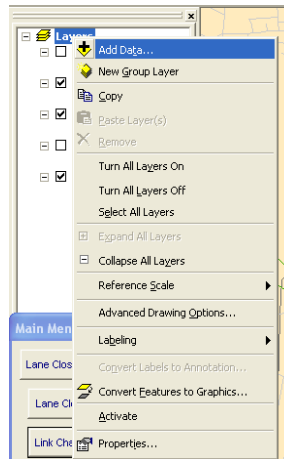 Layers
Add Data...
New Group Layer
Copy
Paste Layer(s)
Remove
Turn All Layers On
Turn All Layers Off
Select All Layers
Expand All Layers
Collapse All Layers
Reference Scale
Advanced Drawing Options...
Labeling
Convert Labels to Annotation...
Convert Features to Graphics...
Activate
Properties...
Main Men
Lane Clos
Lane Cl
Link Cha